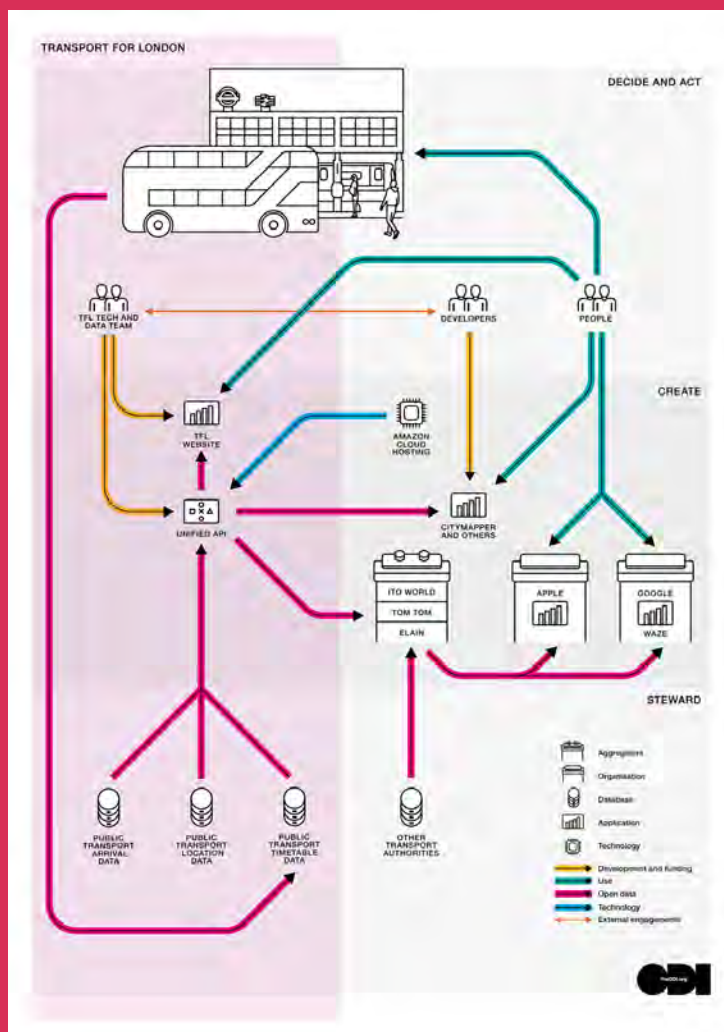 TRANSPORT FOR LONDON
DECIDE AND ACT
TFL TECH AND
DATA TEAM
DEVELOPERS
PEOPLE
CREATE
TFL
WEBSITE
AMAZON
CLOUD
HOSTING
UNIFIED API
CITYMAPPER
AND OTHERS
ITO WORLD
TOM TOM
ELAIN
APPLE
GOOGLE
WAZE
STEWARD
PUBLIC
TRANSPORT
ARRIVAL
DATA
PUBLIC
TRANSPORT
LOCATION
DATA
PUBLIC
TRANSPORT
TIMETABLE
DATA
OTHER
TRANSPORT
AUTHORITIES
Aggregators
Organisation
Database
Application
Technology
Development and funding
Use
Open data
Technology
External engagements
theODI.org
ODI